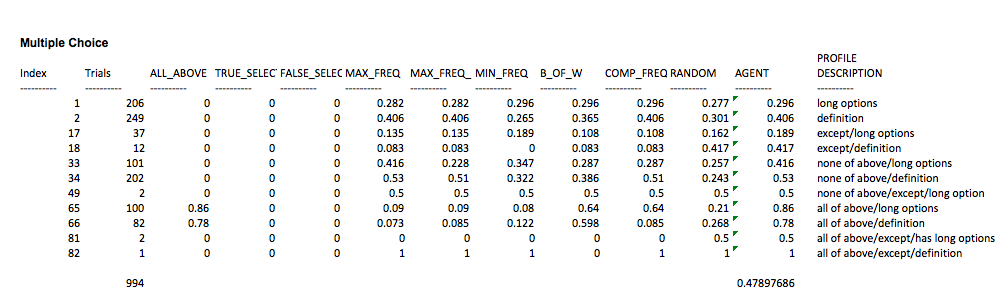 Multiple Choice
PROFILE
Index Trials ALL_ABOVE TRUE_SELEC FALSE_SELEC MAX_FREQ MAX_FREQ_ MIN_FREQ B_OF_W COMP_FREQ RANDOM AGENT DESCRIPTION
---------- ---------- ---------- ---------- ---------- ---------- ---------- ---------- ---------- ---------- ---------- ---------- ----------
1 206 0 0 0 0.282 0.282 0.296 0.296 0.296 0.277 0.296 long options
2 249 0 0 0 0.406 0.406 0.265 0.365 0.406 0.301 0.406 definition
17 37 0 0 0 0.135 0.135 0.189 0.108 0.108 0.162 0.189 except/long options
18 12 0 0 0 0.083 0.083 0 0.083 0.083 0.417 0.417 except/definition
33 101 0 0 0 0.416 0.228 0.347 0.287 0.287 0.257 0.416 none of above/long options
34 202 0 0 0 0.53 0.51 0.322 0.386 0.51 0.243 0.53 none of above/definition
49 2 0 0 0 0.5 0.5 0.5 0.5 0.5 0.5 0.5 none of above/except/long option
65 100 0.86 0 0 0.09 0.09 0.08 0.64 0.64 0.21 0.86 all of above/long options
66 82 0.78 0 0 0.073 0.085 0.122 0.598 0.085 0.268 0.78 all of above/definition
81 2 0 0 0 0 0 0 0 0 0.5 0.5 all of above/except/has long options
82 1 0 0 0 1 1 1 0 1 1 1 all of above/except/definition
994 0.47897686